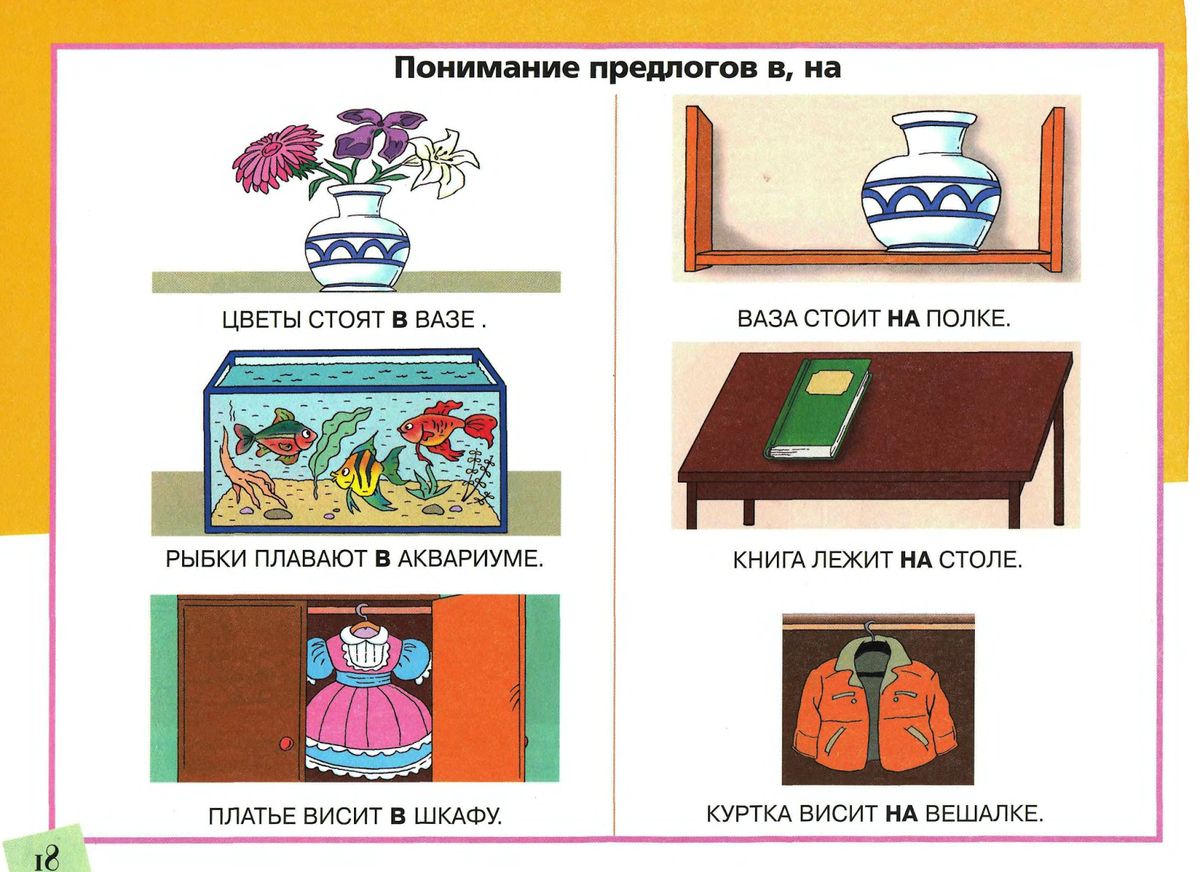 Понимание предлогов в, на
ЦВЕТЫ СТОЯТ В ВАЗЕ .
ВАЗА СТОИТ НА ПОЛКЕ.
РЫБКИ ПЛАВАЮТ В АКВАРИУМЕ.
КНИГА ЛЕЖИТ НА СТОЛЕ.
ПЛАТЬЕ ВИСИТ В ШКАФУ.
КУРТКА ВИСИТ НА ВЕШАЛКЕ.
18